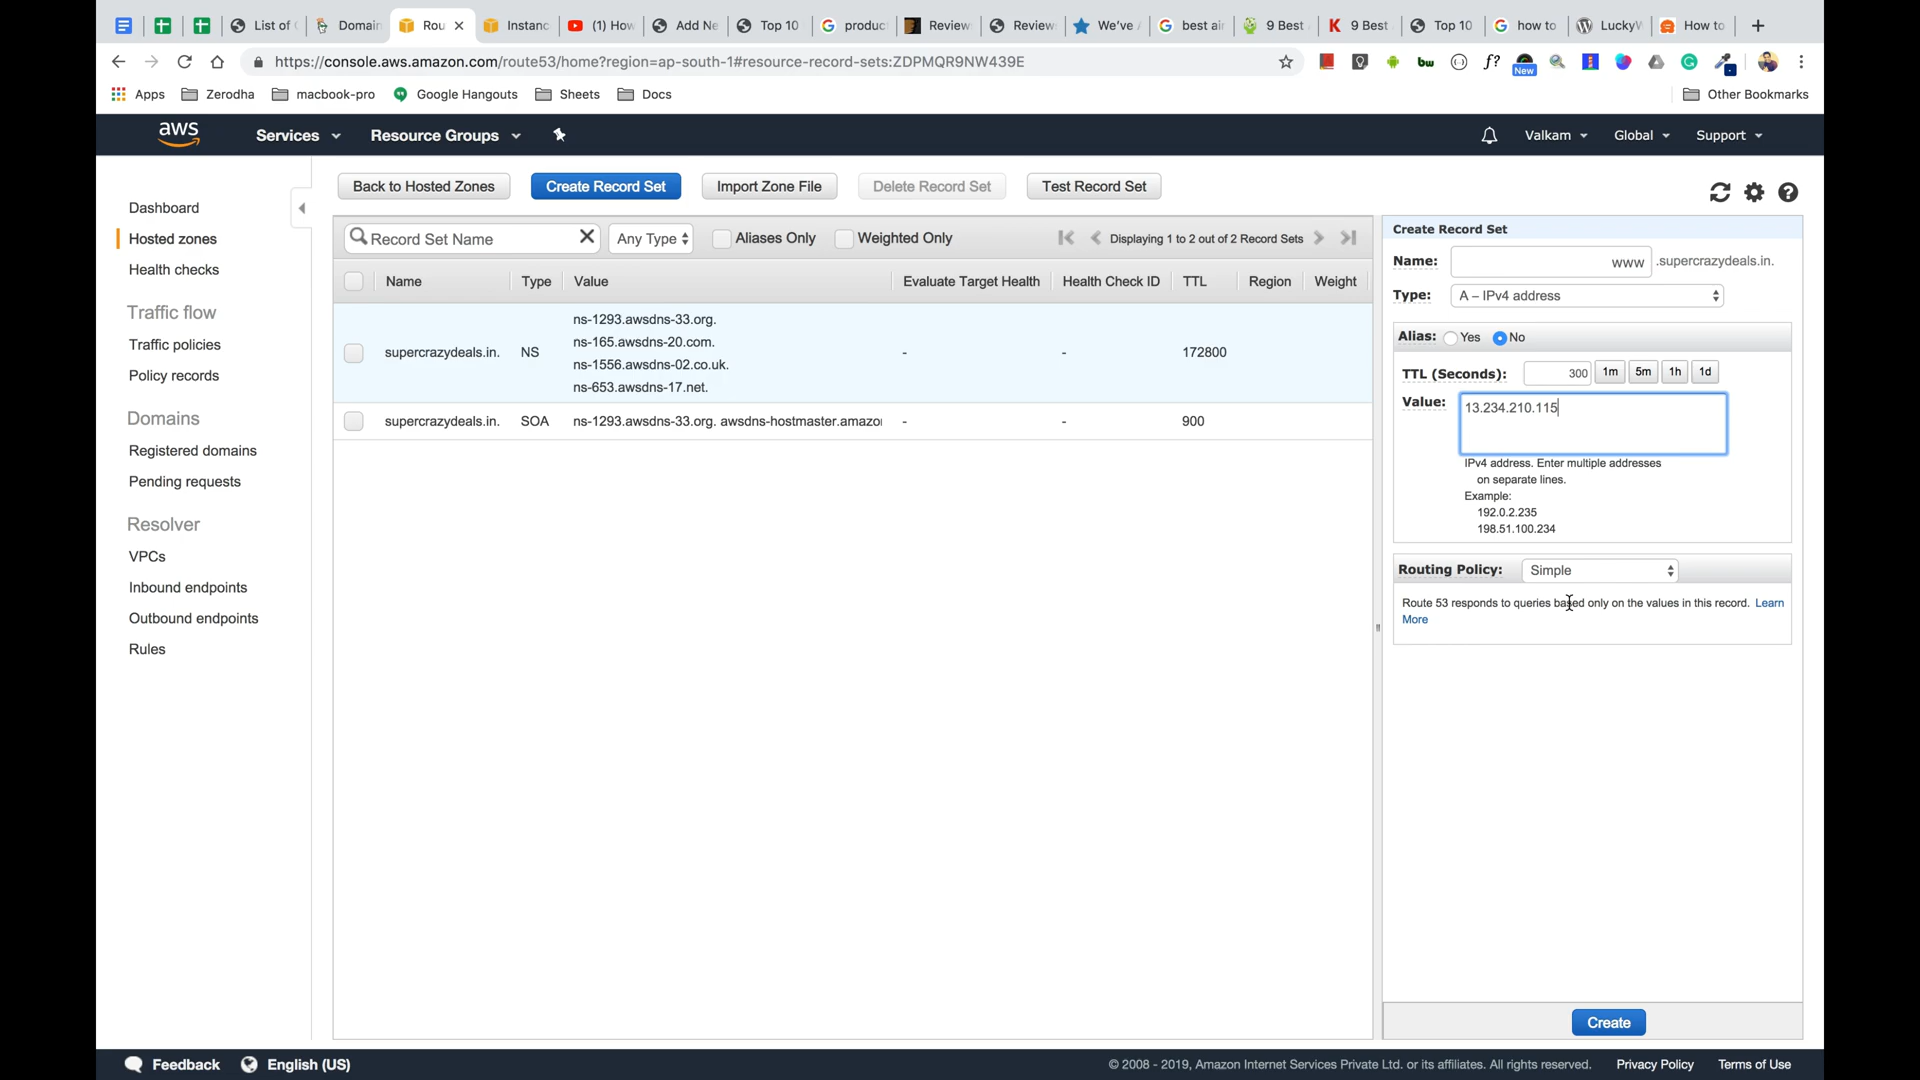 List of
Domain
Rou
Instanc
(1) How
Add Ne
Top 10
produc
Review
Review
We've
best air
9 Best
9 Best
Top 10
how to
LuckyW
How to
https://console.aws.amazon.com/route53/home?region=ap-south-1#resource-record-sets:ZDPMQR9NW439E
bw
f?
New
Apps
Zerodha
macbook-pro
Google Hangouts
Sheets
Docs
Other Bookmarks
aws
Services
Resource Groups
Valkam
Global
Support
Dashboard
Hosted zones
Health checks
Traffic flow
Traffic policies
Policy records
Domains
Registered domains
Pending requests
Resolver
VPCs
Inbound endpoints
Outbound endpoints
Rules
Back to Hosted Zones
Create Record Set
Import Zone File
Delete Record Set
Test Record Set
Record Set Name
Any Type
Aliases Only
Weighted Only
Displaying 1 to 2 out of 2 Record Sets
Name Type Value Evaluate Target Health Health Check ID TTL Region Weight
ns-1293.awsdns-33.org.
ns-165.awsdns-20.com.
supercrazydeals.in. NS - - 172800
ns-1556.awsdns-02.co.uk.
ns-653.awsdns-17.net.
supercrazydeals.in. SOA ns-1293.awsdns-33.org. awsdns-hostmaster.amazo - - 900
Create Record Set
Name: www .supercrazydeals.in.
Type: A – IPv4 address
Alias: Yes No
TTL (Seconds): 300 1m 5m 1h 1d
Value: 13.234.210.115
IPv4 address. Enter multiple addresses
on separate lines.
Example:
192.0.2.235
198.51.100.234
Routing Policy: Simple
Route 53 responds to queries based only on the values in this record. Learn
More
Create
Feedback
English (US)
© 2008 - 2019, Amazon Internet Services Private Ltd. or its affiliates. All rights reserved.
Privacy Policy
Terms of Use